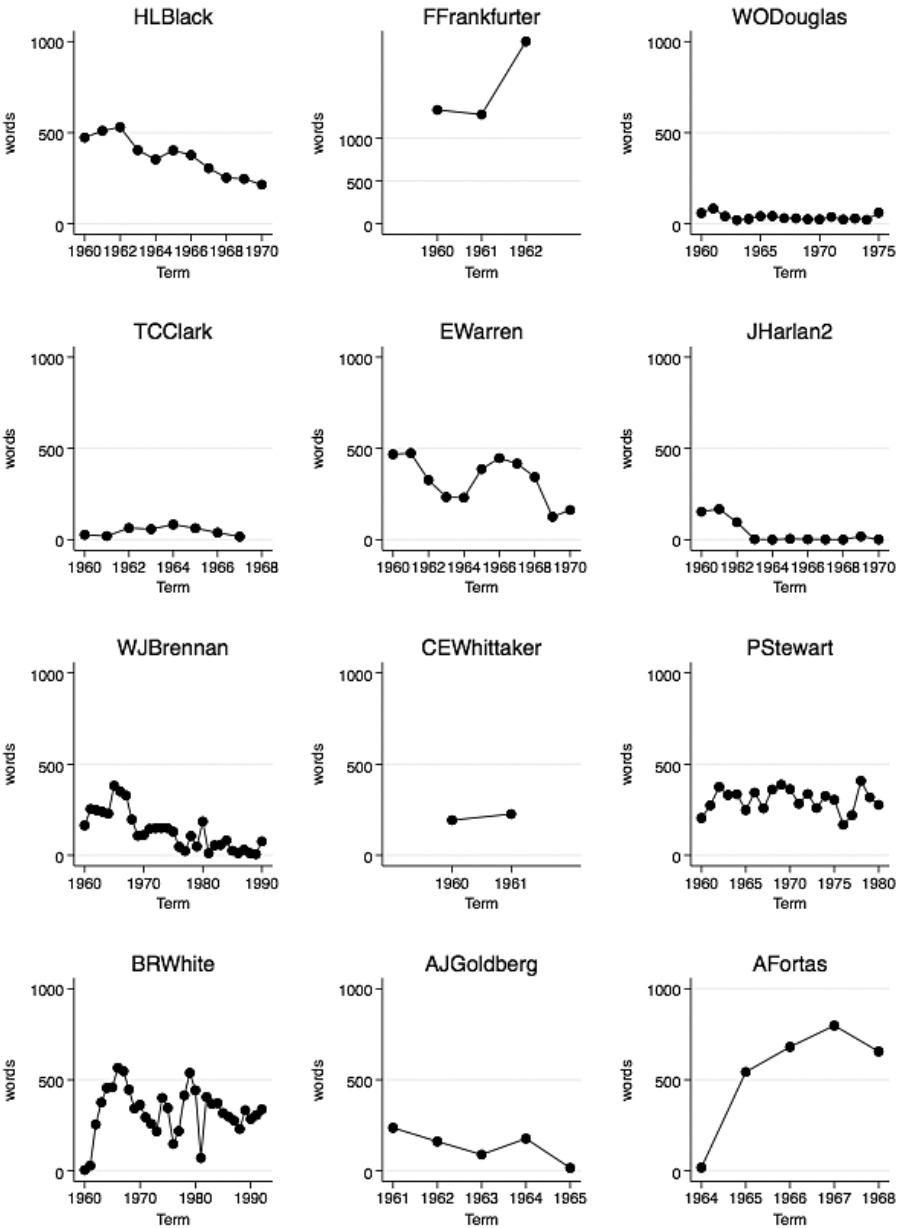 HLBlack
words
1000
500
0
1960 1962 1964 1966 1968 1970
Term
FFrankfurter
words
1000
500
0
1960 1961 1962
Term
WODouglas
words
1000
500
0
1960 1965 1970 1975
Term
TCClark
words
1000
500
0
1960 1962 1964 1966 1968
Term
EWarren
words
1000
500
0
1960 1962 1964 1966 1968 1970
Term
JHarlan2
words
1000
500
0
1960 1962 1964 1966 1968 1970
Term
WJBrennan
words
1000
500
0
1960 1970 1980 1990
Term
CEWhittaker
words
1000
500
0
1960 1961
Term
PStewart
words
1000
500
0
1960 1965 1970 1975 1980
Term
BRWhite
words
1000
500
0
1960 1970 1980 1990
Term
AJGoldberg
words
1000
500
0
1961 1962 1963 1964 1965
Term
AFortas
words
1000
500
0
1964 1965 1966 1967 1968
Term